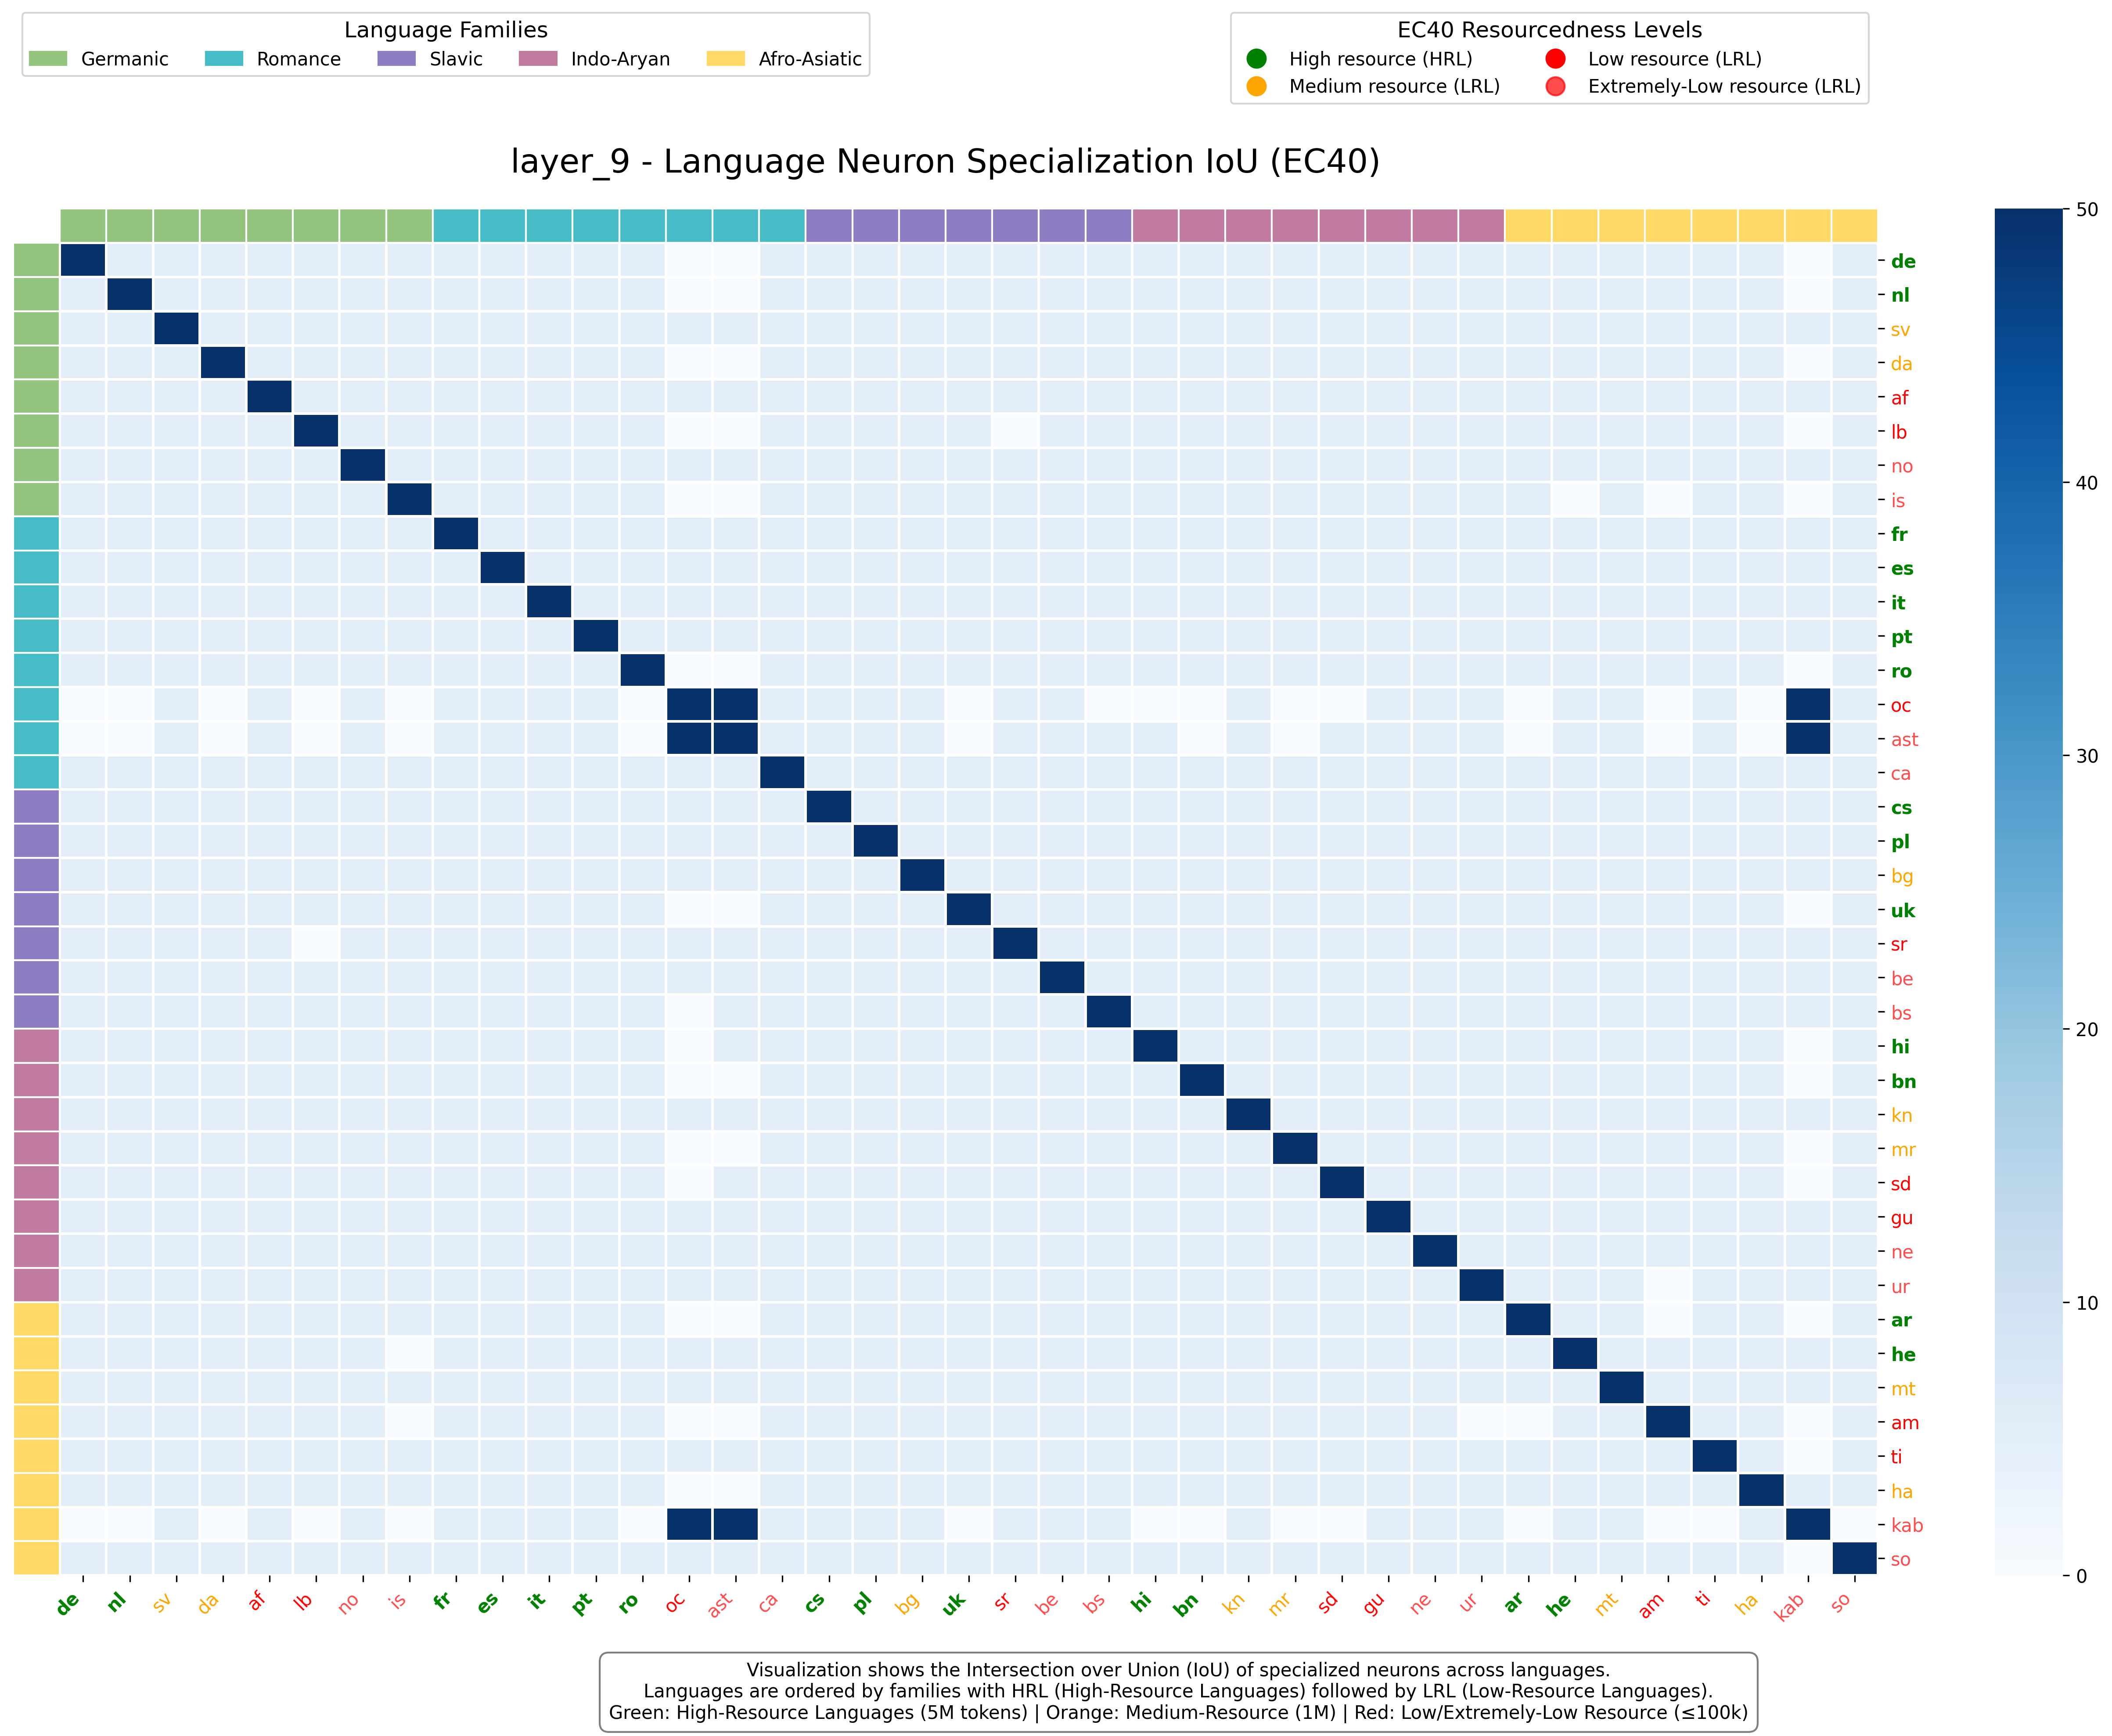 Language Families
Germanic Romance Slavic Indo-Aryan Afro-Asiatic
EC40 Resourcedness Levels
High resource (HRL) Low resource (LRL)
Medium resource (LRL) Extremely-Low resource (LRL)
layer_9 - Language Neuron Specialization IoU (EC40)
de
nl
sv
da
af
lb
no
is
fr
es
it
pt
ro
oc
ast
ca
cs
pl
bg
uk
sr
be
bs
hi
bn
kn
mr
sd
gu
ne
ur
ar
he
mt
am
ti
ha
kab
so
50
40
30
20
10
0
de nl sv da af lb no is fr es it pt ro oc ast ca cs pl bg uk sr be bs hi bn kn mr sd gu ne ur ar he mt am ti ha kab so
Visualization shows the Intersection over Union (IoU) of specialized neurons across languages.
Languages are ordered by families with HRL (High-Resource Languages) followed by LRL (Low-Resource Languages).
Green: High-Resource Languages (5M tokens) | Orange: Medium-Resource (1M) | Red: Low/Extremely-Low Resource (≤100k)